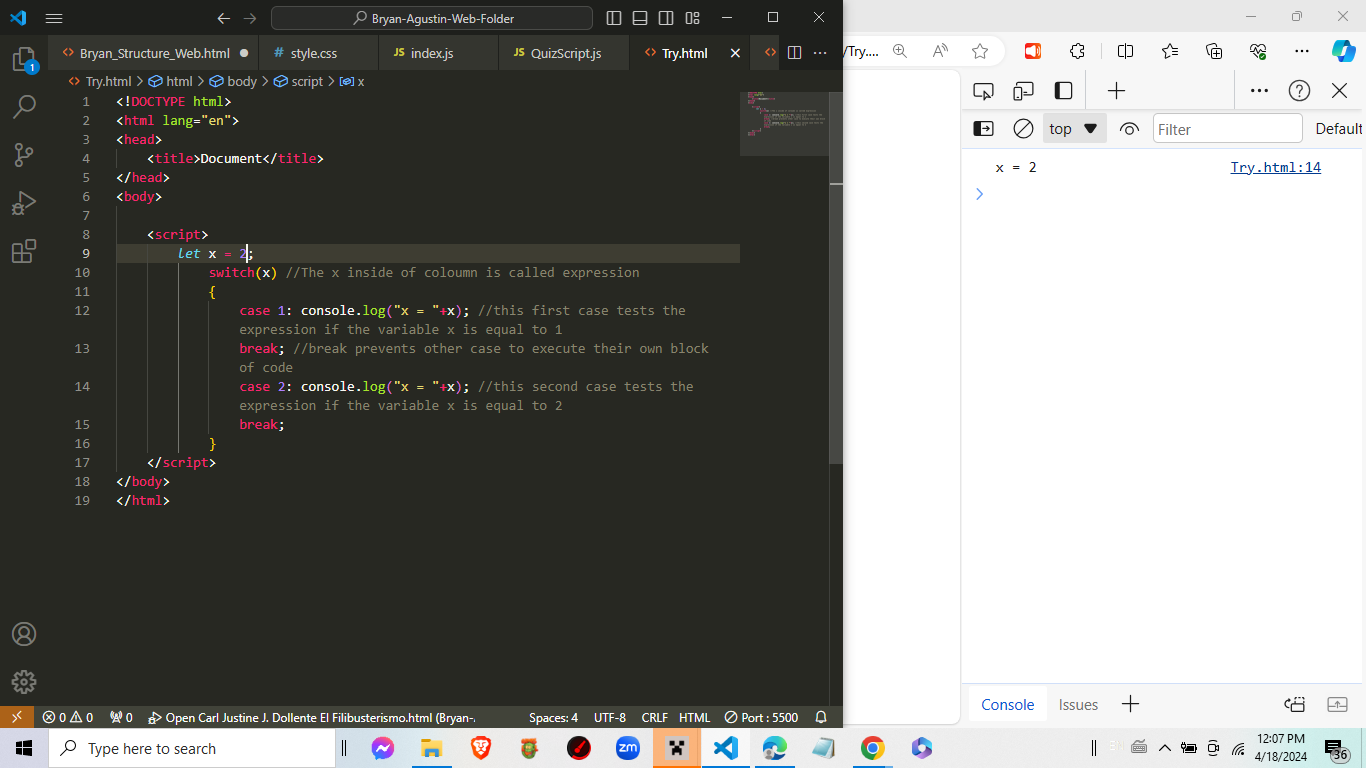 Bryan-Agustin-Web-Folder
Bryan_Structure_Web.html
# style.css
JS index.js
JS QuizScript.js
Try.html
Try.html > html > body > script > x
1 <!DOCTYPE html>
2 <html lang="en">
3 <head>
4 <title>Document</title>
5 </head>
6 <body>
7
8 <script>
9 let x = 2;
10 switch(x) //The x inside of coloumn is called expression
11 {
12 case 1: console.log("x = "+x); //this first case tests the
expression if the variable x is equal to 1
13 break; //break prevents other case to execute their own block
of code
14 case 2: console.log("x = "+x); //this second case tests the
expression if the variable x is equal to 2
15 break;
16 }
17 </script>
18 </body>
19 </html>
1
0 0 0 Open Carl Justine J. Dollente El Filibusterismo.html (Bryan-
Spaces: 4 UTF-8 CRLF HTML Port : 5500
/Try....
top
Filter
Default
x = 2 Try.html:14
Console
Issues
Type here to search
zm
12:07 PM
4/18/2024
36